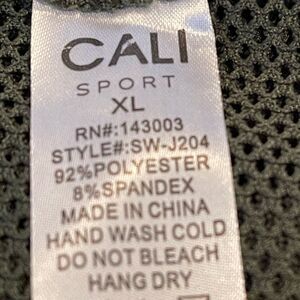 CALI
SPORT
XL
RN#:143003
STYLE#:SW-J204
92%POLYESTER
8%SPANDEX
MADE IN CHINA
HAND WASH COLD
DO NOT BLEACH
HANG DRY